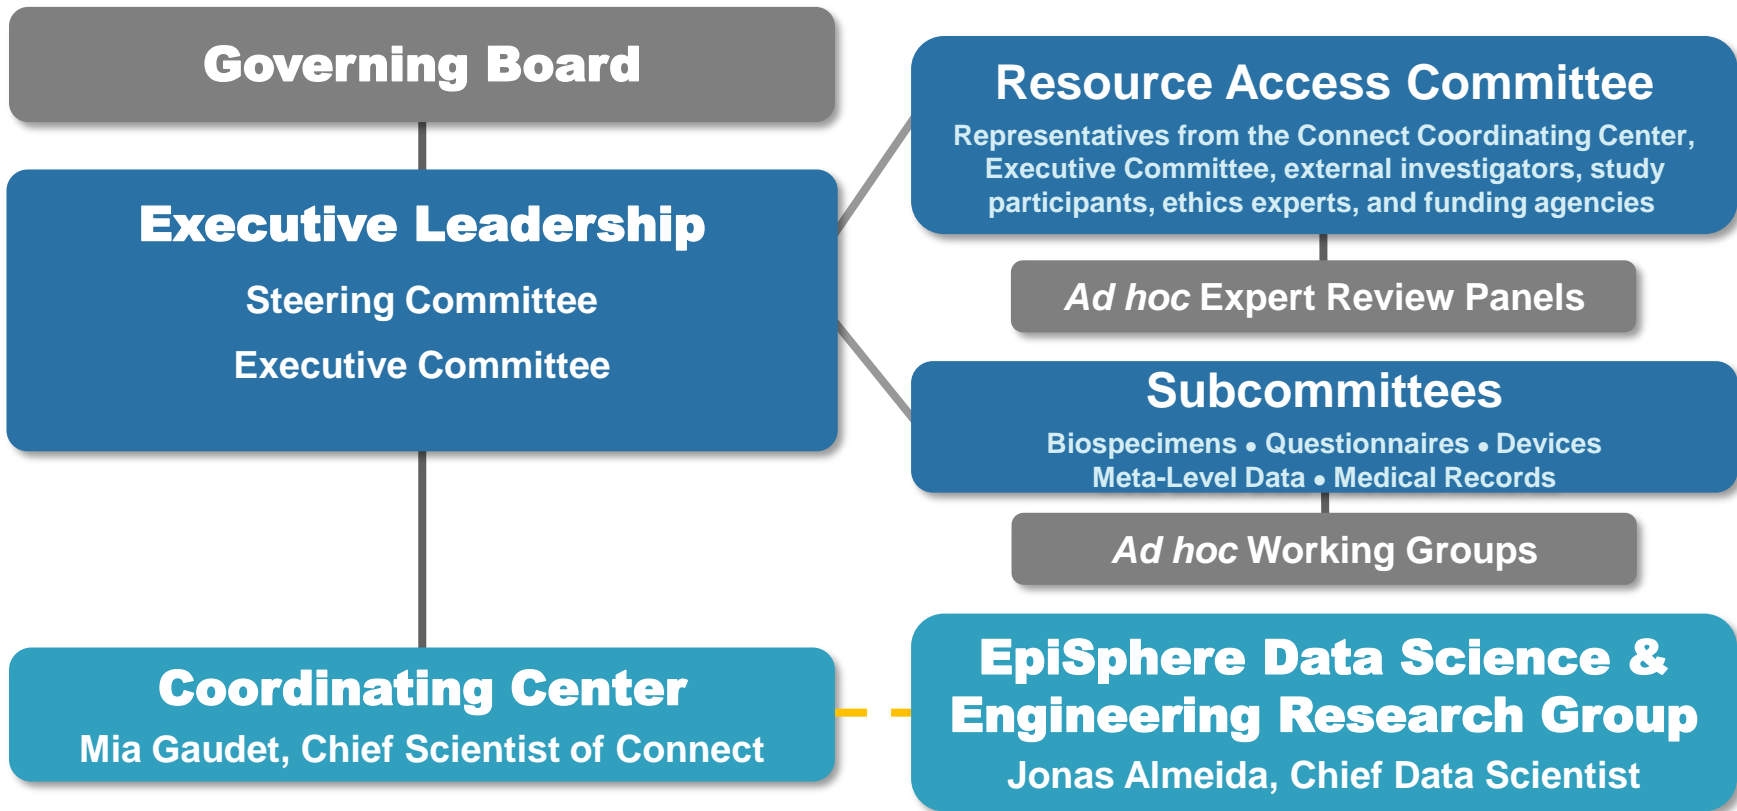 Governing Board
Executive Leadership
Steering Committee
Executive Committee
Resource Access Committee
Representatives from the Connect Coordinating Center,
Executive Committee, external investigators, study
participants, ethics experts, and funding agencies
Ad hoc Expert Review Panels
Subcommittees
Biospecimens • Questionnaires • Devices
Meta-Level Data • Medical Records
Ad hoc Working Groups
Coordinating Center
Mia Gaudet, Chief Scientist of Connect
EpiSphere Data Science &
Engineering Research Group
Jonas Almeida, Chief Data Scientist